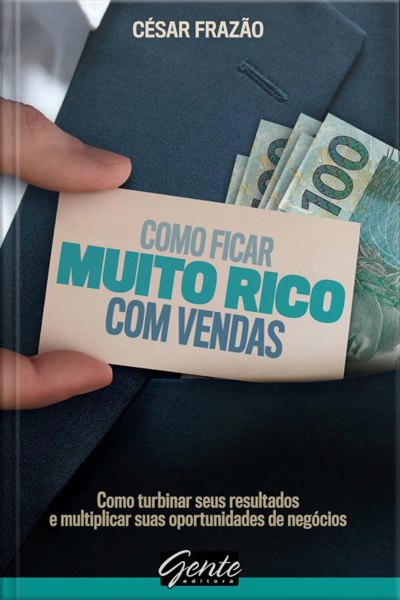 CÉSAR FRAZÃO
100
COMO FICAR
MUITO RICO
COM VENDAS
Como turbinar seus resultados
e multiplicar suas oportunidades de negócios
Gente
editora